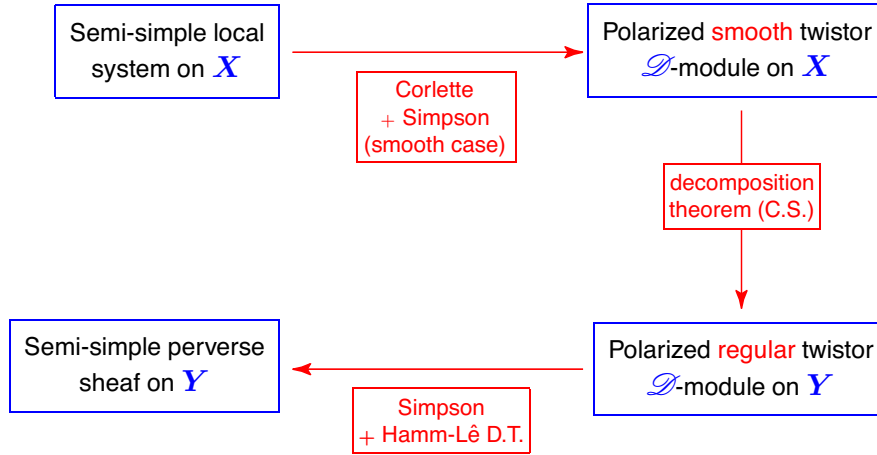 Semi-simple local
system on X
Corlette
+ Simpson
(smooth case)
Polarized smooth twistor
𝒟-module on X
decomposition
theorem (C.S.)
Polarized regular twistor
𝒟-module on Y
Simpson
+ Hamm-Lê D.T.
Semi-simple perverse
sheaf on Y